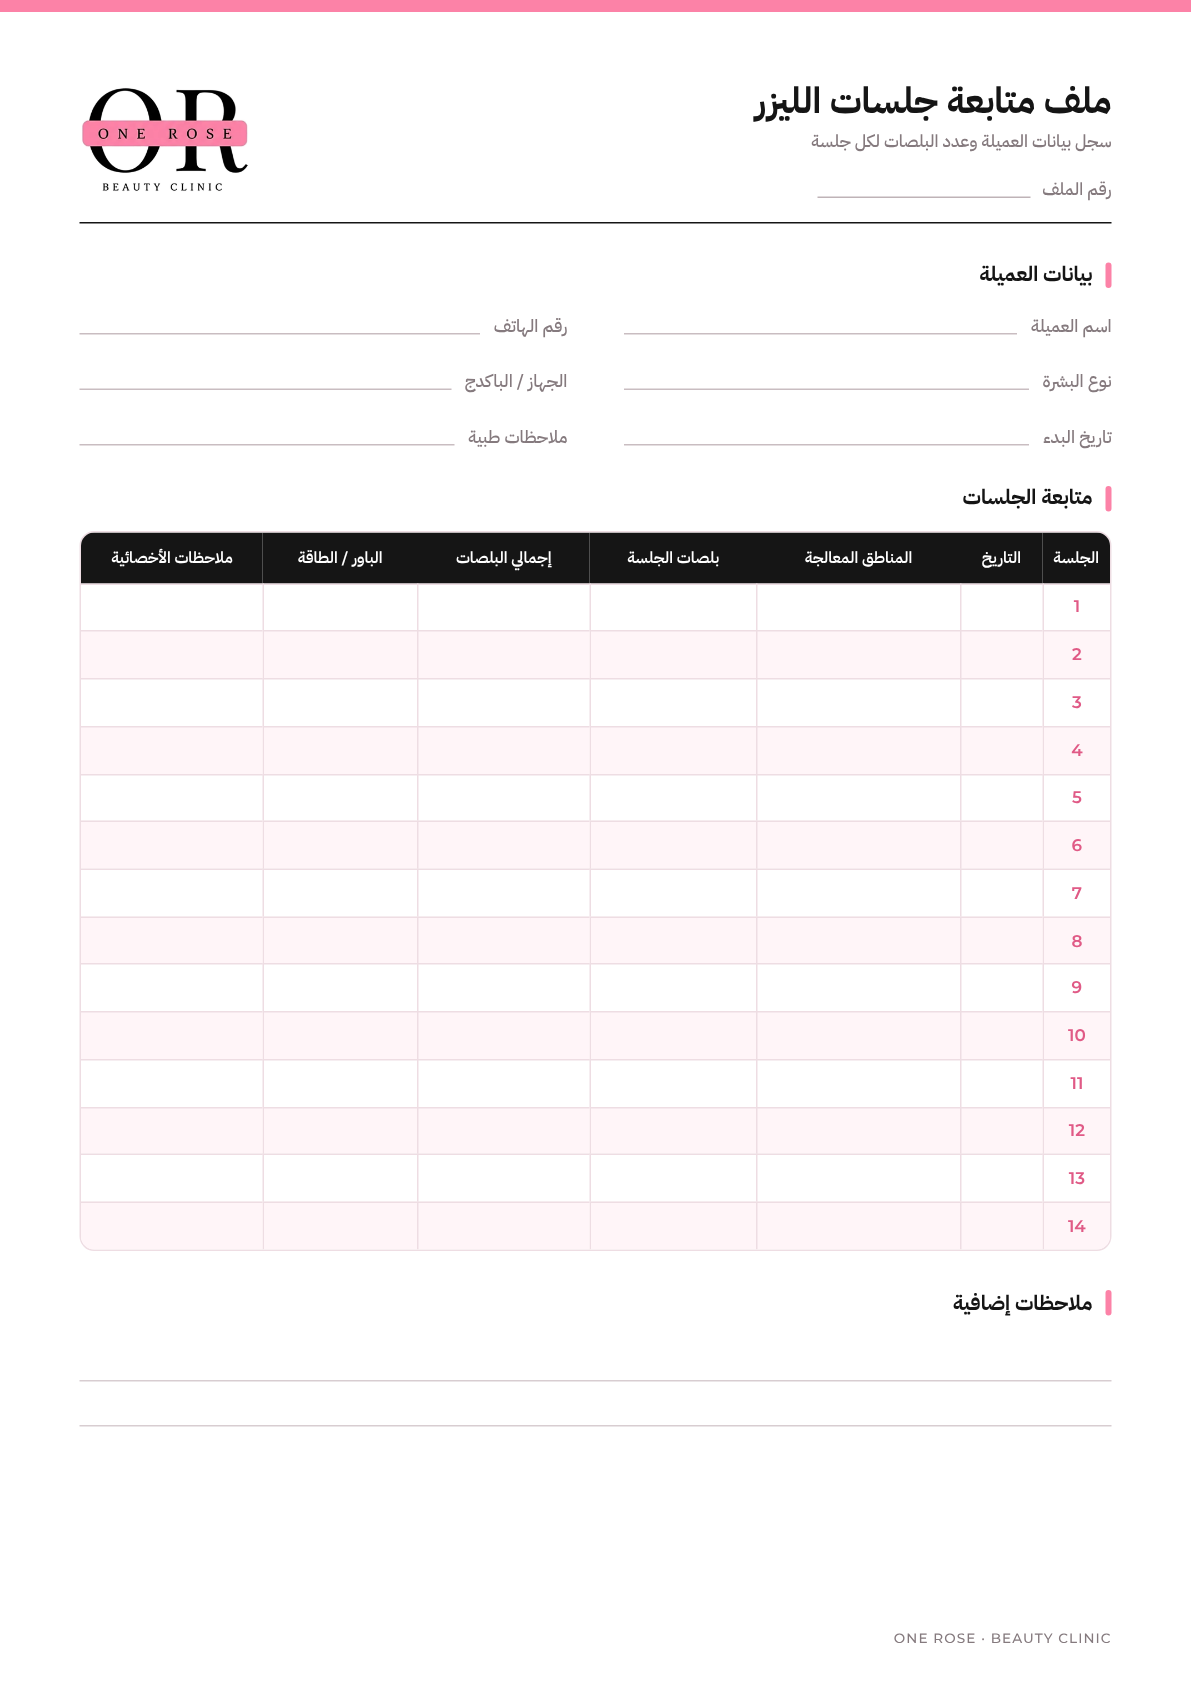 ملف متابعة جلسات الليزر
سجل بيانات العميلة وعدد البلصات لكل جلسة
رقم الملف
OR
ONE ROSE
BEAUTY CLINIC
بيانات العميلة
اسم العميلة
رقم الهاتف
نوع البشرة
الجهاز / الباكدج
تاريخ البدء
ملاحظات طبية
متابعة الجلسات
الجلسة التاريخ المناطق المعالجة بلصات الجلسة إجمالي البلصات الباور / الطاقة ملاحظات الأخصائية
1
2
3
4
5
6
7
8
9
10
11
12
13
14
ملاحظات إضافية
ONE ROSE · BEAUTY CLINIC